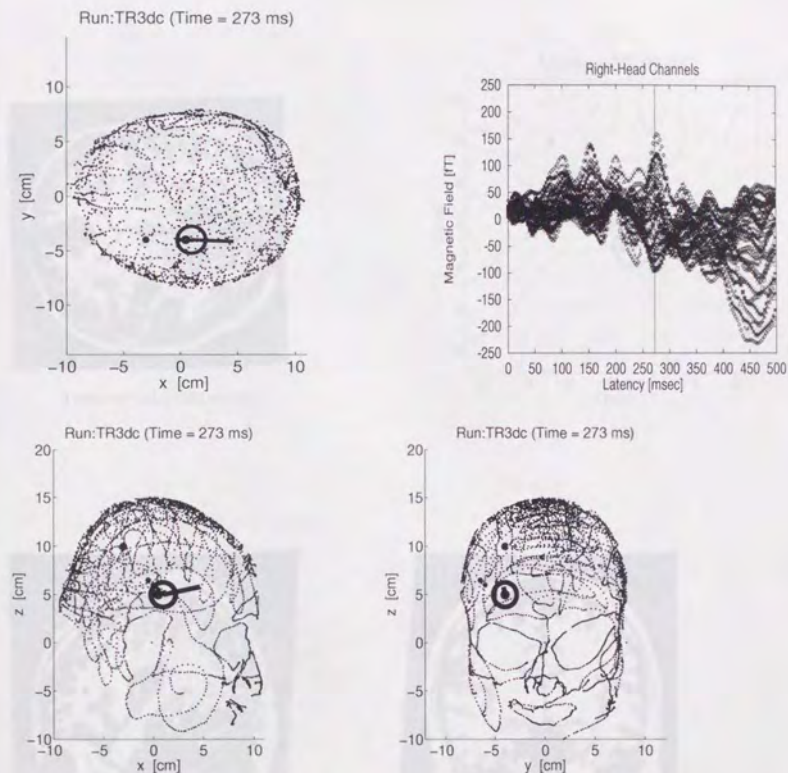 Run:TR3dc (Time = 273 ms)
10
5
0
−5
−10
y [cm]
−10 −5 0 5 10
x [cm]
Right-Head Channels
250
200
150
100
50
0
-50
-100
-150
-200
-250
Magnetic Field [fT]
0 50 100 150 200 250 300 350 400 450 500
Latency [msec]
Run:TR3dc (Time = 273 ms)
20
15
10
5
0
−5
−10
z [cm]
−10 −5 0 5 10
x [cm]
Run:TR3dc (Time = 273 ms)
20
15
10
5
0
−5
−10
z [cm]
−10 −5 0 5 10
y [cm]